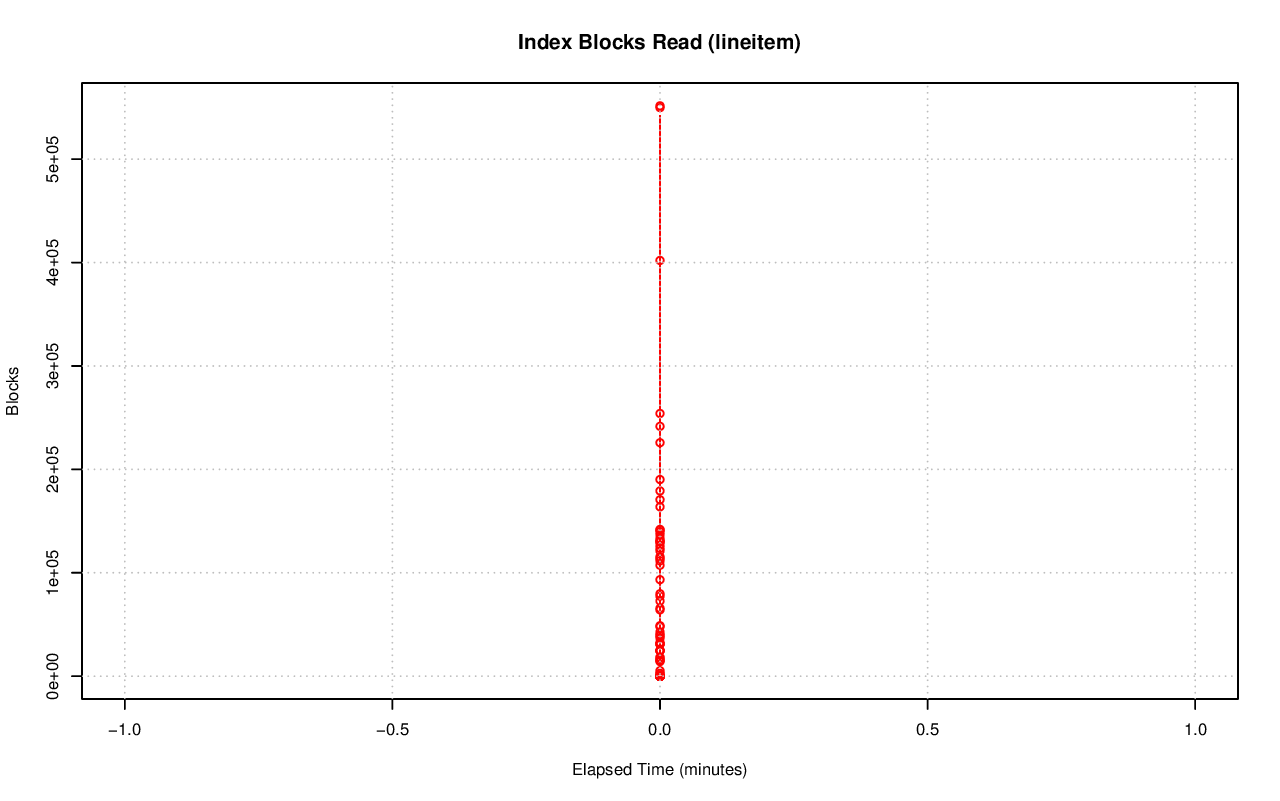 Index Blocks Read (lineitem)
Blocks
5e+05
4e+05
3e+05
2e+05
1e+05
0e+00
−1.0
−0.5
0.0
0.5
1.0
Elapsed Time (minutes)